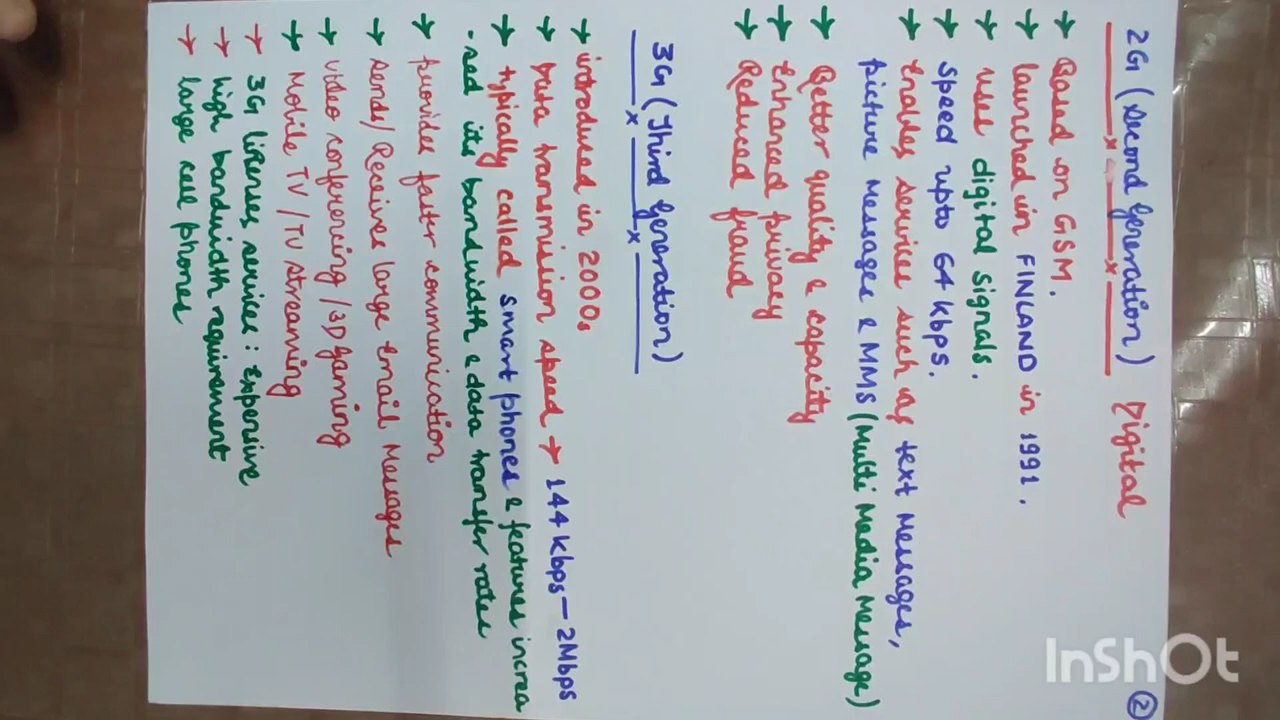 2G (Second Generation) Digital
→ Based on GSM.
→ launched in FINLAND in 1991.
→ use digital signals.
→ Speed upto 64 kbps.
→ Enables services such as text Messages,
picture Messages & MMS (Multi Media Message)
→ Better quality & capacity
→ Enhanced privacy
→ Reduced fraud
3G (Third Generation)
→ introduced in 2000s
→ Data transmission speed → 144 Kbps – 2Mbps
→ typically called smart phones & features increa
-sed its bandwidth & data transfer rates
→ provides faster communication
→ Send/Receives large Email Messages
→ video conferencing / 3D gaming
→ Mobile TV / TV streaming
→ 3G licenses services : Expensive
→ high bandwidth requirement
→ large cell phones
2
InShOt